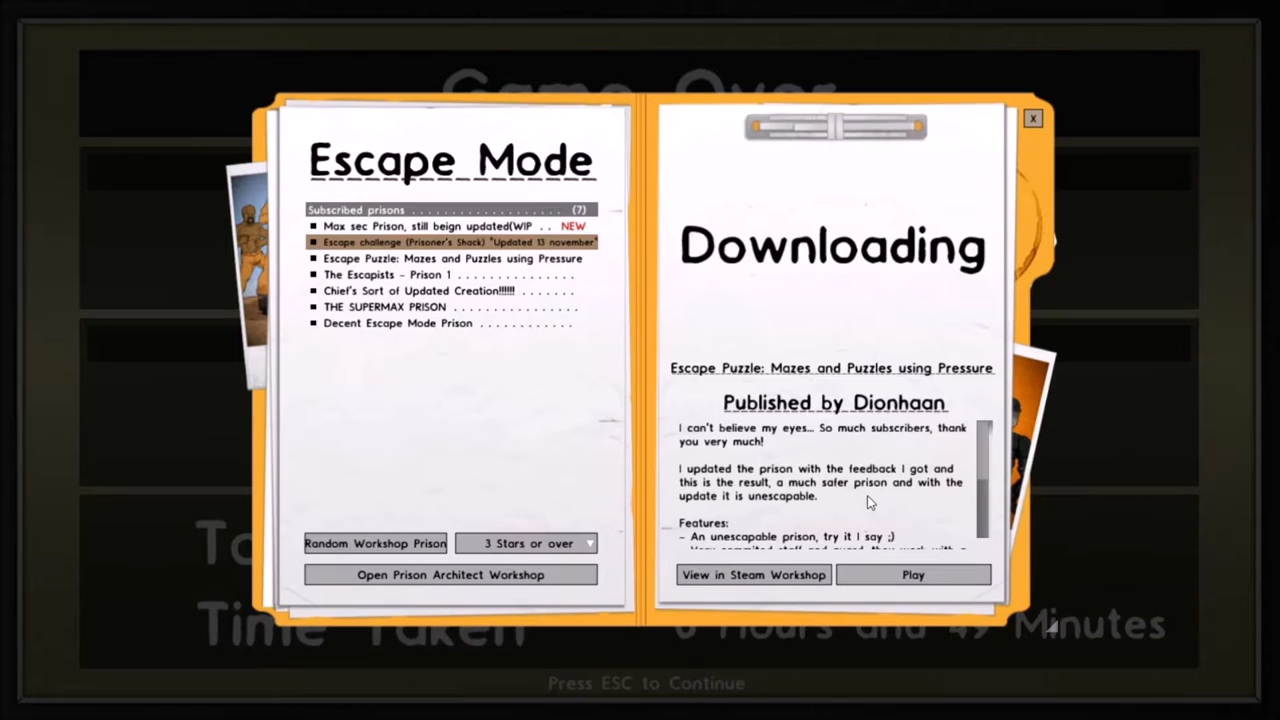 Game Over
Escape Mode
Subscribed prisons . . . . . . . . . . . . . . . . . . . (7)
Max sec Prison, still beign updated(WIP . . NEW
Escape challenge (Prisoner's Shack) "Updated 13 november"
Escape Puzzle: Mazes and Puzzles using Pressure
The Escapists - Prison 1 . . . . . . . . . . . . . . .
Chief's Sort of Updated Creation!!!!!! . . . . . . .
THE SUPERMAX PRISON . . . . . . . . . . . . . . . .
Decent Escape Mode Prison . . . . . . . . . . . .
Random Workshop Prison
3 Stars or over
Open Prison Architect Workshop
X
Downloading
Escape Puzzle: Mazes and Puzzles using Pressure
Published by Dionhaan
I can't believe my eyes... So much subscribers, thank
you very much!
I updated the prison with the feedback I got and
this is the result, a much safer prison and with the
update it is unescapable.
Features:
- An unescapable prison, try it I say ;)
View in Steam Workshop
Play
Time Taken
6 Hours and 49 Minutes
Press ESC to Continue